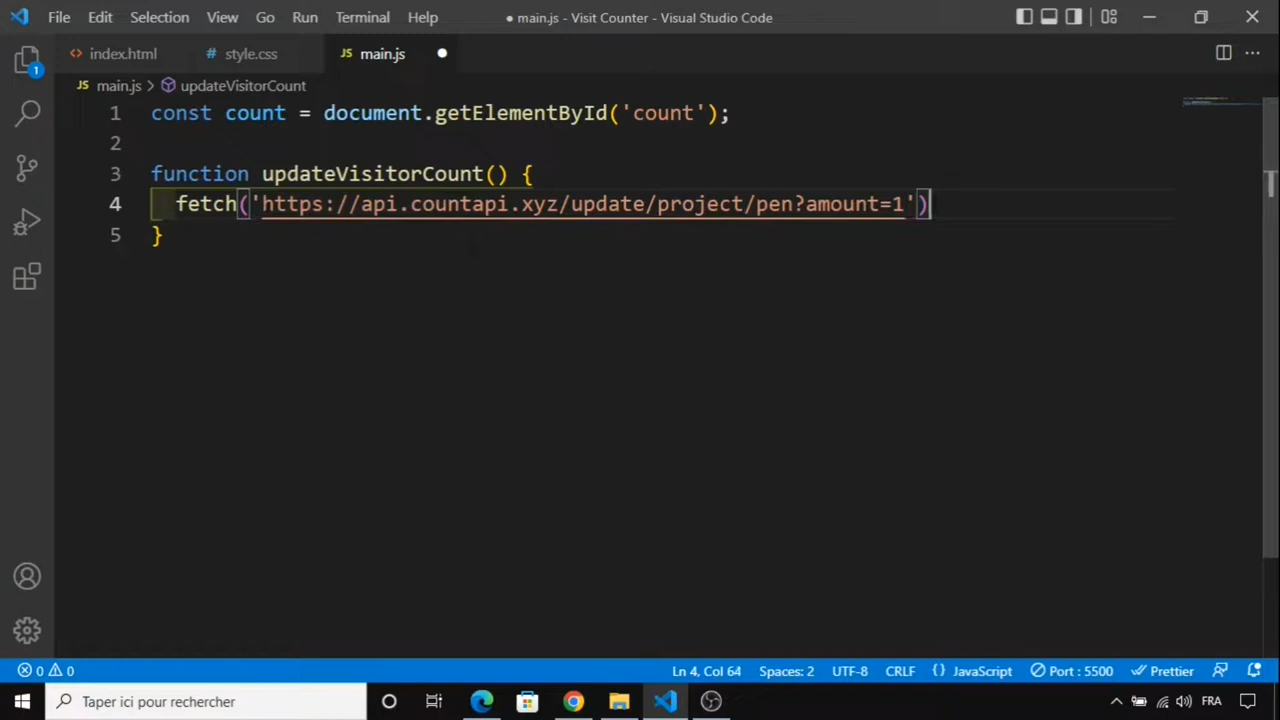 File Edit Selection View Go Run Terminal Help ● main.js - Visit Counter - Visual Studio Code
1 <> index.html # style.css JS main.js ●
JS main.js > updateVisitorCount
1 const count = document.getElementById('count');
2
3 function updateVisitorCount() {
4 fetch('https://api.countapi.xyz/update/project/pen?amount=1')
5 }
0 0 Ln 4, Col 64 Spaces: 2 UTF-8 CRLF {} JavaScript Port : 5500 Prettier
Taper ici pour rechercher FRA